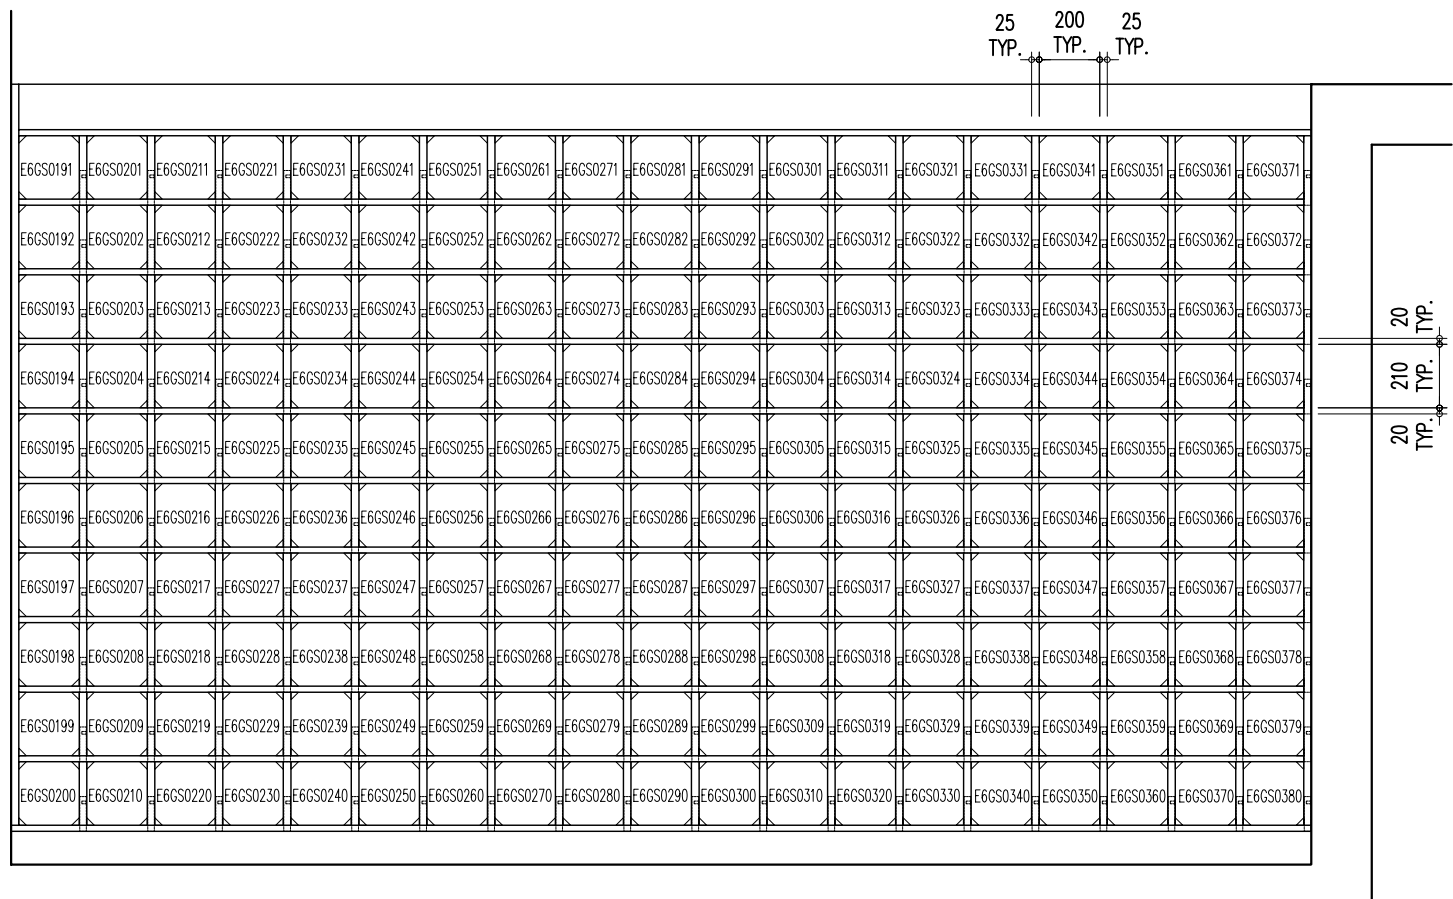 25 200 25
TYP. TYP. TYP.
E6GS0191 E6GS0201 E6GS0211 E6GS0221 E6GS0231 E6GS0241 E6GS0251 E6GS0261 E6GS0271 E6GS0281 E6GS0291 E6GS0301 E6GS0311 E6GS0321 E6GS0331 E6GS0341 E6GS0351 E6GS0361 E6GS0371
E6GS0192 E6GS0202 E6GS0212 E6GS0222 E6GS0232 E6GS0242 E6GS0252 E6GS0262 E6GS0272 E6GS0282 E6GS0292 E6GS0302 E6GS0312 E6GS0322 E6GS0332 E6GS0342 E6GS0352 E6GS0362 E6GS0372
E6GS0193 E6GS0203 E6GS0213 E6GS0223 E6GS0233 E6GS0243 E6GS0253 E6GS0263 E6GS0273 E6GS0283 E6GS0293 E6GS0303 E6GS0313 E6GS0323 E6GS0333 E6GS0343 E6GS0353 E6GS0363 E6GS0373
E6GS0194 E6GS0204 E6GS0214 E6GS0224 E6GS0234 E6GS0244 E6GS0254 E6GS0264 E6GS0274 E6GS0284 E6GS0294 E6GS0304 E6GS0314 E6GS0324 E6GS0334 E6GS0344 E6GS0354 E6GS0364 E6GS0374
E6GS0195 E6GS0205 E6GS0215 E6GS0225 E6GS0235 E6GS0245 E6GS0255 E6GS0265 E6GS0275 E6GS0285 E6GS0295 E6GS0305 E6GS0315 E6GS0325 E6GS0335 E6GS0345 E6GS0355 E6GS0365 E6GS0375
E6GS0196 E6GS0206 E6GS0216 E6GS0226 E6GS0236 E6GS0246 E6GS0256 E6GS0266 E6GS0276 E6GS0286 E6GS0296 E6GS0306 E6GS0316 E6GS0326 E6GS0336 E6GS0346 E6GS0356 E6GS0366 E6GS0376
E6GS0197 E6GS0207 E6GS0217 E6GS0227 E6GS0237 E6GS0247 E6GS0257 E6GS0267 E6GS0277 E6GS0287 E6GS0297 E6GS0307 E6GS0317 E6GS0327 E6GS0337 E6GS0347 E6GS0357 E6GS0367 E6GS0377
E6GS0198 E6GS0208 E6GS0218 E6GS0228 E6GS0238 E6GS0248 E6GS0258 E6GS0268 E6GS0278 E6GS0288 E6GS0298 E6GS0308 E6GS0318 E6GS0328 E6GS0338 E6GS0348 E6GS0358 E6GS0368 E6GS0378
E6GS0199 E6GS0209 E6GS0219 E6GS0229 E6GS0239 E6GS0249 E6GS0259 E6GS0269 E6GS0279 E6GS0289 E6GS0299 E6GS0309 E6GS0319 E6GS0329 E6GS0339 E6GS0349 E6GS0359 E6GS0369 E6GS0379
E6GS0200 E6GS0210 E6GS0220 E6GS0230 E6GS0240 E6GS0250 E6GS0260 E6GS0270 E6GS0280 E6GS0290 E6GS0300 E6GS0310 E6GS0320 E6GS0330 E6GS0340 E6GS0350 E6GS0360 E6GS0370 E6GS0380
20
TYP.
210
TYP.
20
TYP.